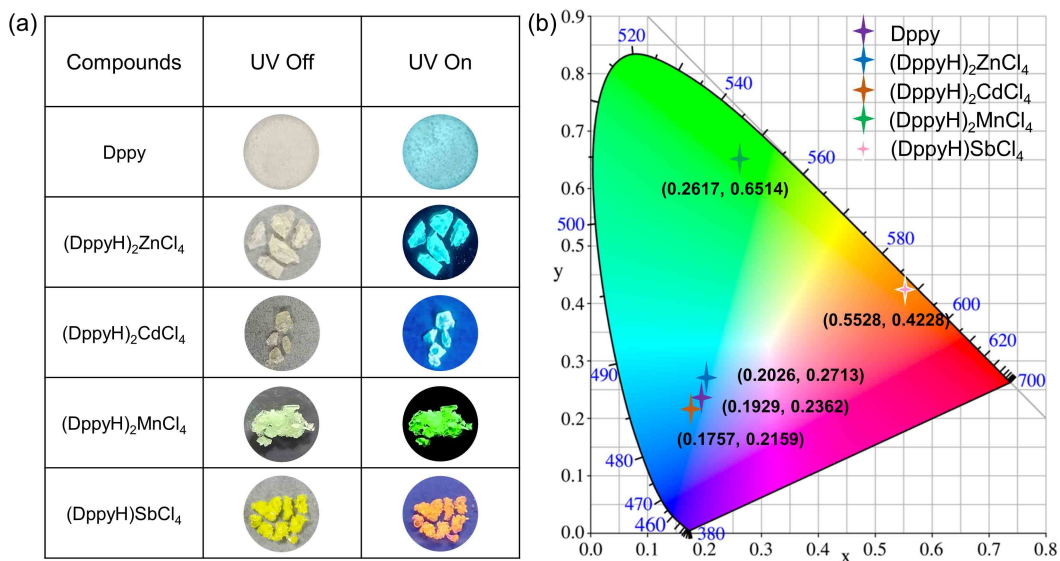 (a)
Compounds UV Off UV On
Dppy
(DppyH)₂ZnCl₄
(DppyH)₂CdCl₄
(DppyH)₂MnCl₄
(DppyH)SbCl₄
(b)
Dppy
(DppyH)₂ZnCl₄
(DppyH)₂CdCl₄
(DppyH)₂MnCl₄
(DppyH)SbCl₄
0.9
0.8
0.7
0.6
0.5
y
0.4
0.3
0.2
0.1
0.0
520
540
560
500
580
600
620
490
700
480
470
460
380
(0.2617, 0.6514)
(0.5528, 0.4228)
(0.2026, 0.2713)
(0.1929, 0.2362)
(0.1757, 0.2159)
0.0 0.1 0.2 0.3 0.4 0.5 0.6 0.7 0.8
x